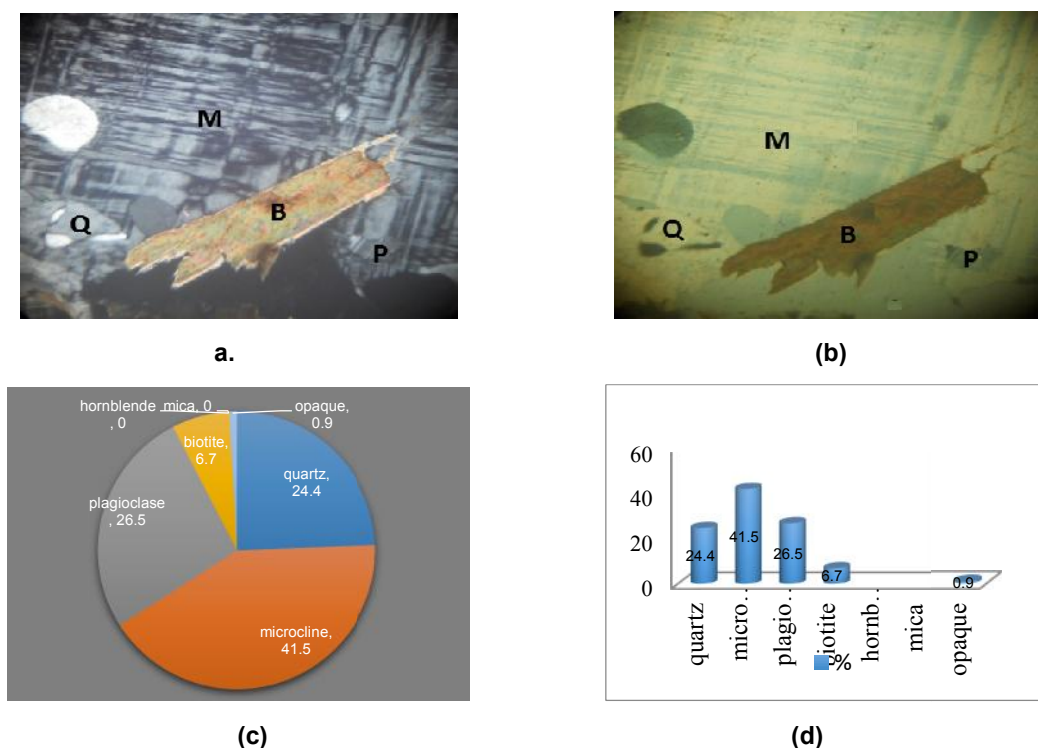 M
B
Q
P
M
B
Q
P
a.
(b)
hornblende mica, 0
, 0
opaque,
0.9
biotite,
6.7
quartz,
24.4
plagioclase
, 26.5
microcline,
41.5
60
40
20
0
24.4
41.5
26.5
6.7
0.9
quartz
micro..
plagio..
biotite
hornb..
mica
opaque
%
(c)
(d)